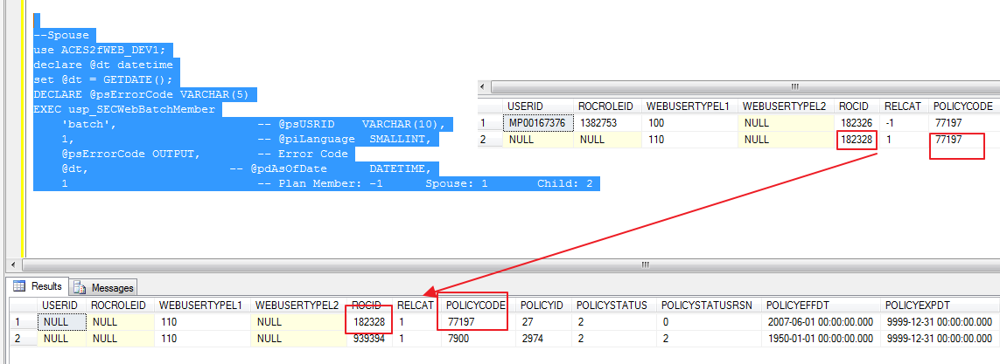 --Spouse
use ACES2fWEB_DEV1;
declare @dt datetime
set @dt = GETDATE();
DECLARE @psErrorCode VARCHAR(5)
EXEC usp_SECWebBatchMember
'batch', -- @psUSRID VARCHAR(10),
1, -- @piLanguage SMALLINT,
@psErrorCode OUTPUT, -- Error Code
@dt, -- @pdAsOfDate DATETIME,
1 -- Plan Member: -1 Spouse: 1 Child: 2
USERID ROCROLEID WEBUSERTYPEL1 WEBUSERTYPEL2 ROCID RELCAT POLICYCODE
1 MP00167376 1382753 100 NULL 182326 -1 77197
2 NULL NULL 110 NULL 182328 1 77197
Results Messages
USERID ROCROLEID WEBUSERTYPEL1 WEBUSERTYPEL2 ROCID RELCAT POLICYCODE POLICYID POLICYSTATUS POLICYSTATUSRSN POLICYEFFDT POLICYEXPDT
1 NULL NULL 110 NULL 182328 1 77197 27 2 0 2007-06-01 00:00:00.000 9999-12-31 00:00:00.000
2 NULL NULL 110 NULL 939394 1 7900 2974 2 2 1950-01-01 00:00:00.000 9999-12-31 00:00:00.000